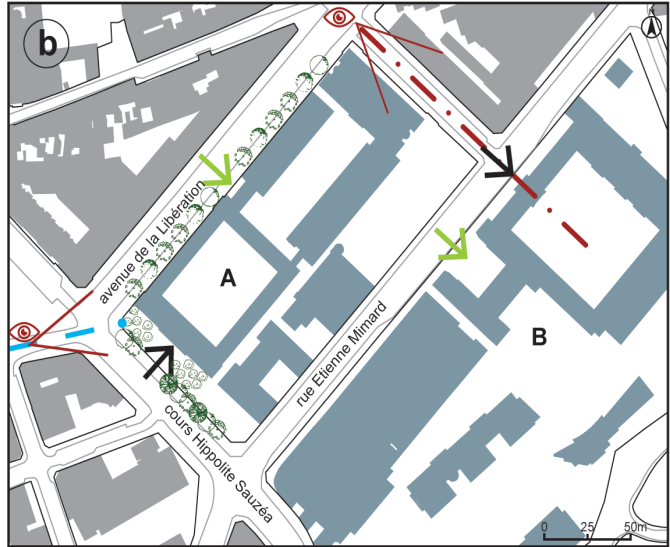 b
N
avenue de la Libération
A
rue Etienne Mimard
B
cours Hippolite Sauzéa
0 25 50m